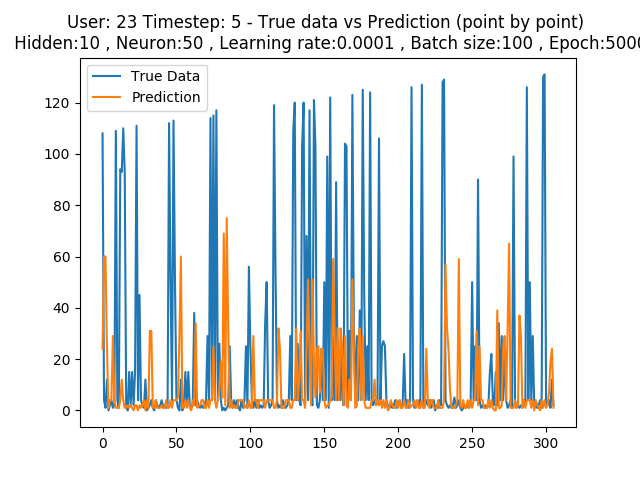 User: 23 Timestep: 5 - True data vs Prediction (point by point)
Hidden:10 , Neuron:50 , Learning rate:0.0001 , Batch size:100 , Epoch:5000
True Data
Prediction
120
100
80
60
40
20
0
0 50 100 150 200 250 300